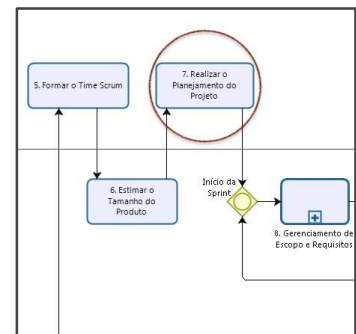 5. Formar o Time Scrum
7. Realizar o
Planejamento do
Projeto
6. Estimar o
Tamanho do
Produto
Início da
Sprint
8. Gerenciamento de
Escopo e Requisitos